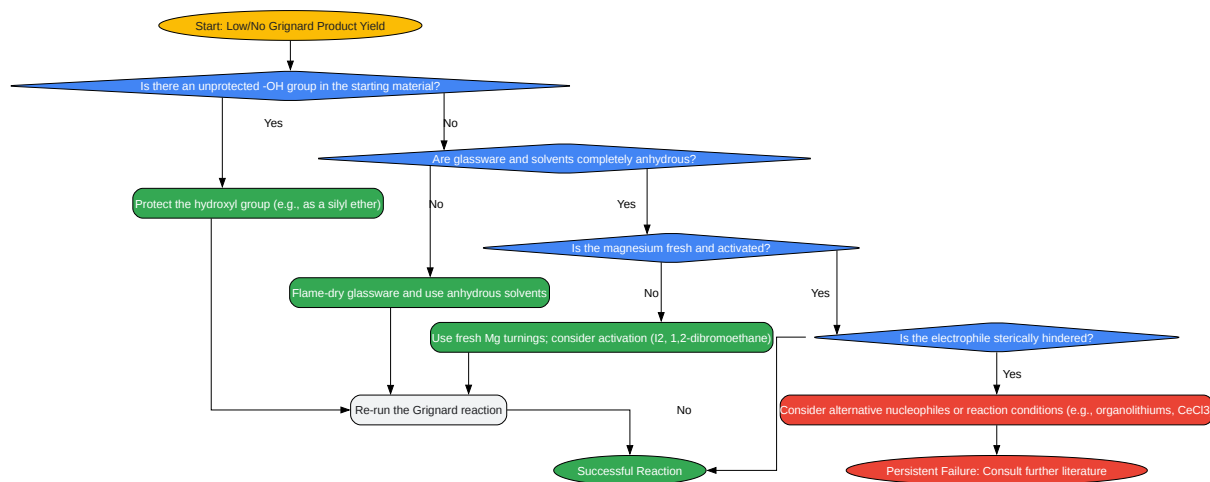 Start: Low/No Grignard Product Yield
Is there an unprotected -OH group in the starting material?
Yes
No
Are glassware and solvents completely anhydrous?
Protect the hydroxyl group (e.g., as a silyl ether)
No
Yes
Is the magnesium fresh and activated?
Flame-dry glassware and use anhydrous solvents
No
Yes
Use fresh Mg turnings; consider activation (I2, 1,2-dibromoethane)
Is the electrophile sterically hindered?
Yes
Re-run the Grignard reaction
No
Consider alternative nucleophiles or reaction conditions (e.g., organolithiums, CeCl3
Successful Reaction
Persistent Failure: Consult further literature